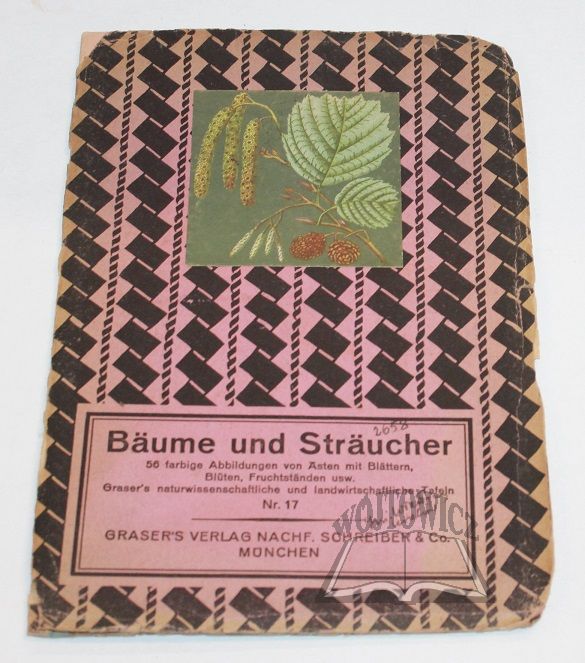 2658
Bäume und Sträucher
56 farbige Abbildungen von Ästen mit Blättern,
Blüten, Fruchtständen usw.
Graser's naturwissenschaftliche und landwirtschaftliche Tafeln
Nr. 17
GRASER'S VERLAG NACHF. SCHREIBER & Co.
MÜNCHEN
WÓJTOWICZ